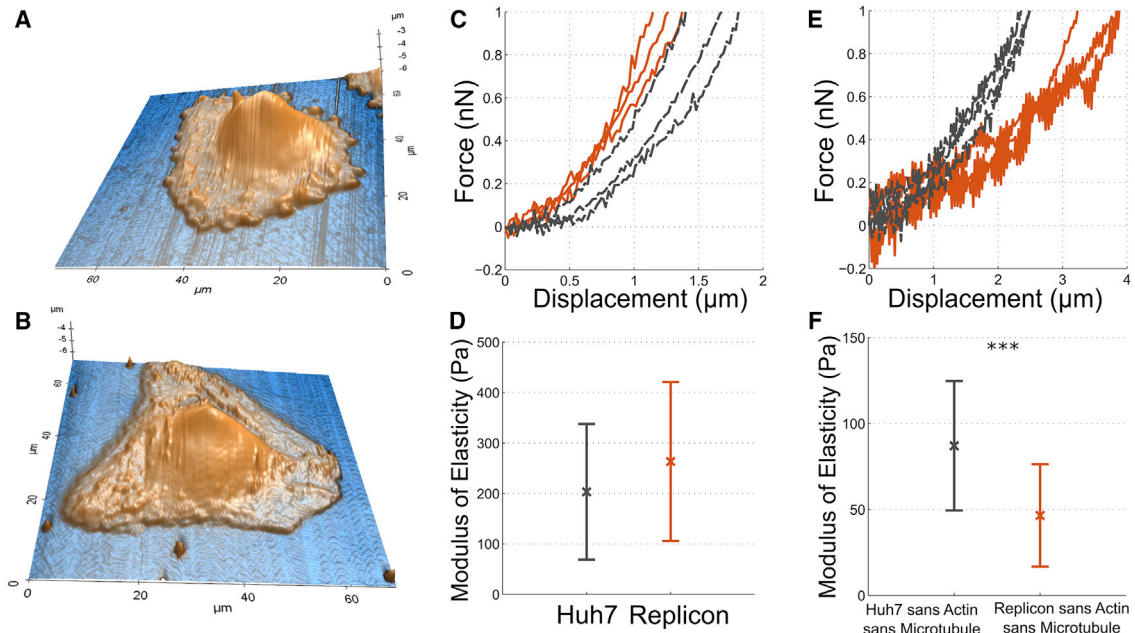 A
µm
-3
-4
-5
-6
60
40
µm
20
0
60
40
20
0
µm
B
µm
-4
-5
-6
60
40
µm
20
0
20
40
60
µm
C
Force (nN)
1
0.8
0.6
0.4
0.2
0
−0.2
0
0.5
1
1.5
2
Displacement (µm)
D
Modulus of Elasticity (Pa)
500
400
300
200
100
0
Huh7 Replicon
E
Force (nN)
1
0.8
0.6
0.4
0.2
0
−0.2
0
1
2
3
4
Displacement (µm)
F
Modulus of Elasticity (Pa)
150
100
50
0
***
Huh7 sans Actin
sans Microtubule
Replicon sans Actin
sans Microtubule